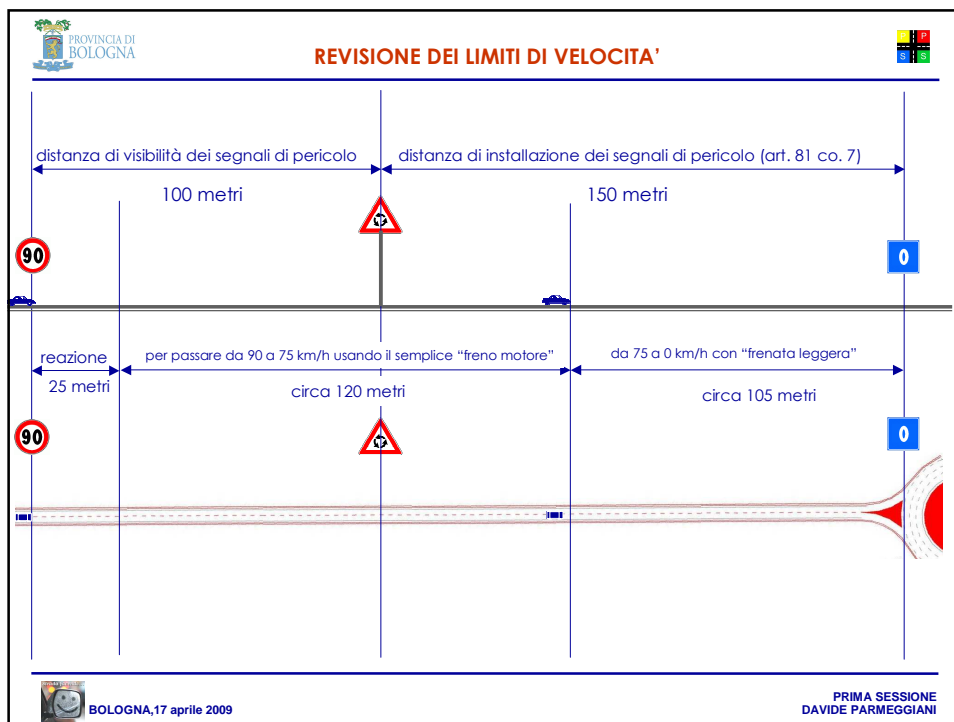 PROVINCIA DI
BOLOGNA
REVISIONE DEI LIMITI DI VELOCITA’
P P
S S
distanza di visibilità dei segnali di pericolo
distanza di installazione dei segnali di pericolo (art. 81 co. 7)
100 metri
150 metri
90
0
reazione
per passare da 90 a 75 km/h usando il semplice “freno motore”
da 75 a 0 km/h con “frenata leggera”
25 metri
circa 120 metri
circa 105 metri
90
0
BOLOGNA,17 aprile 2009
PRIMA SESSIONE
DAVIDE PARMEGGIANI